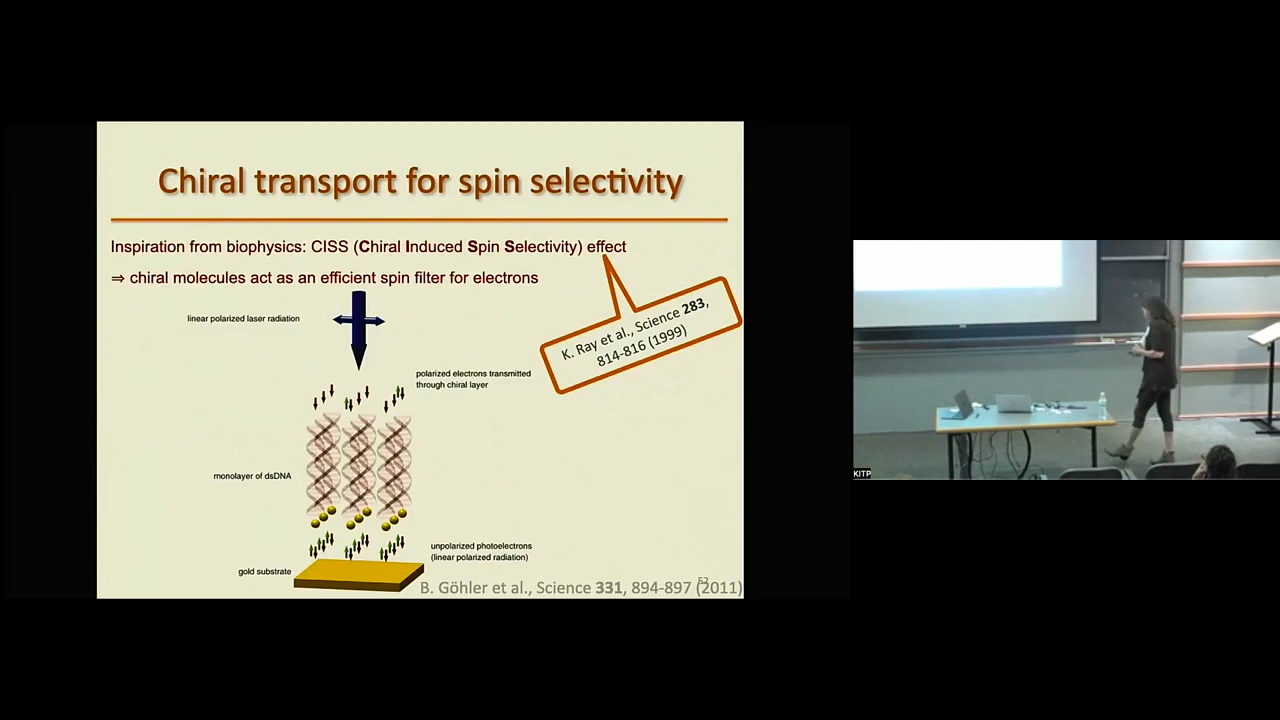 Chiral transport for spin selectivity
Inspiration from biophysics: CISS (Chiral Induced Spin Selectivity) effect
⇒ chiral molecules act as an efficient spin filter for electrons
K. Ray et al., Science 283,
814-816 (1999)
linear polarized laser radiation
polarized electrons transmitted
through chiral layer
monolayer of dsDNA
unpolarized photoelectrons
(linear polarized radiation)
gold substrate
B. Göhler et al., Science 331, 894-897 (2011)
52
KITP